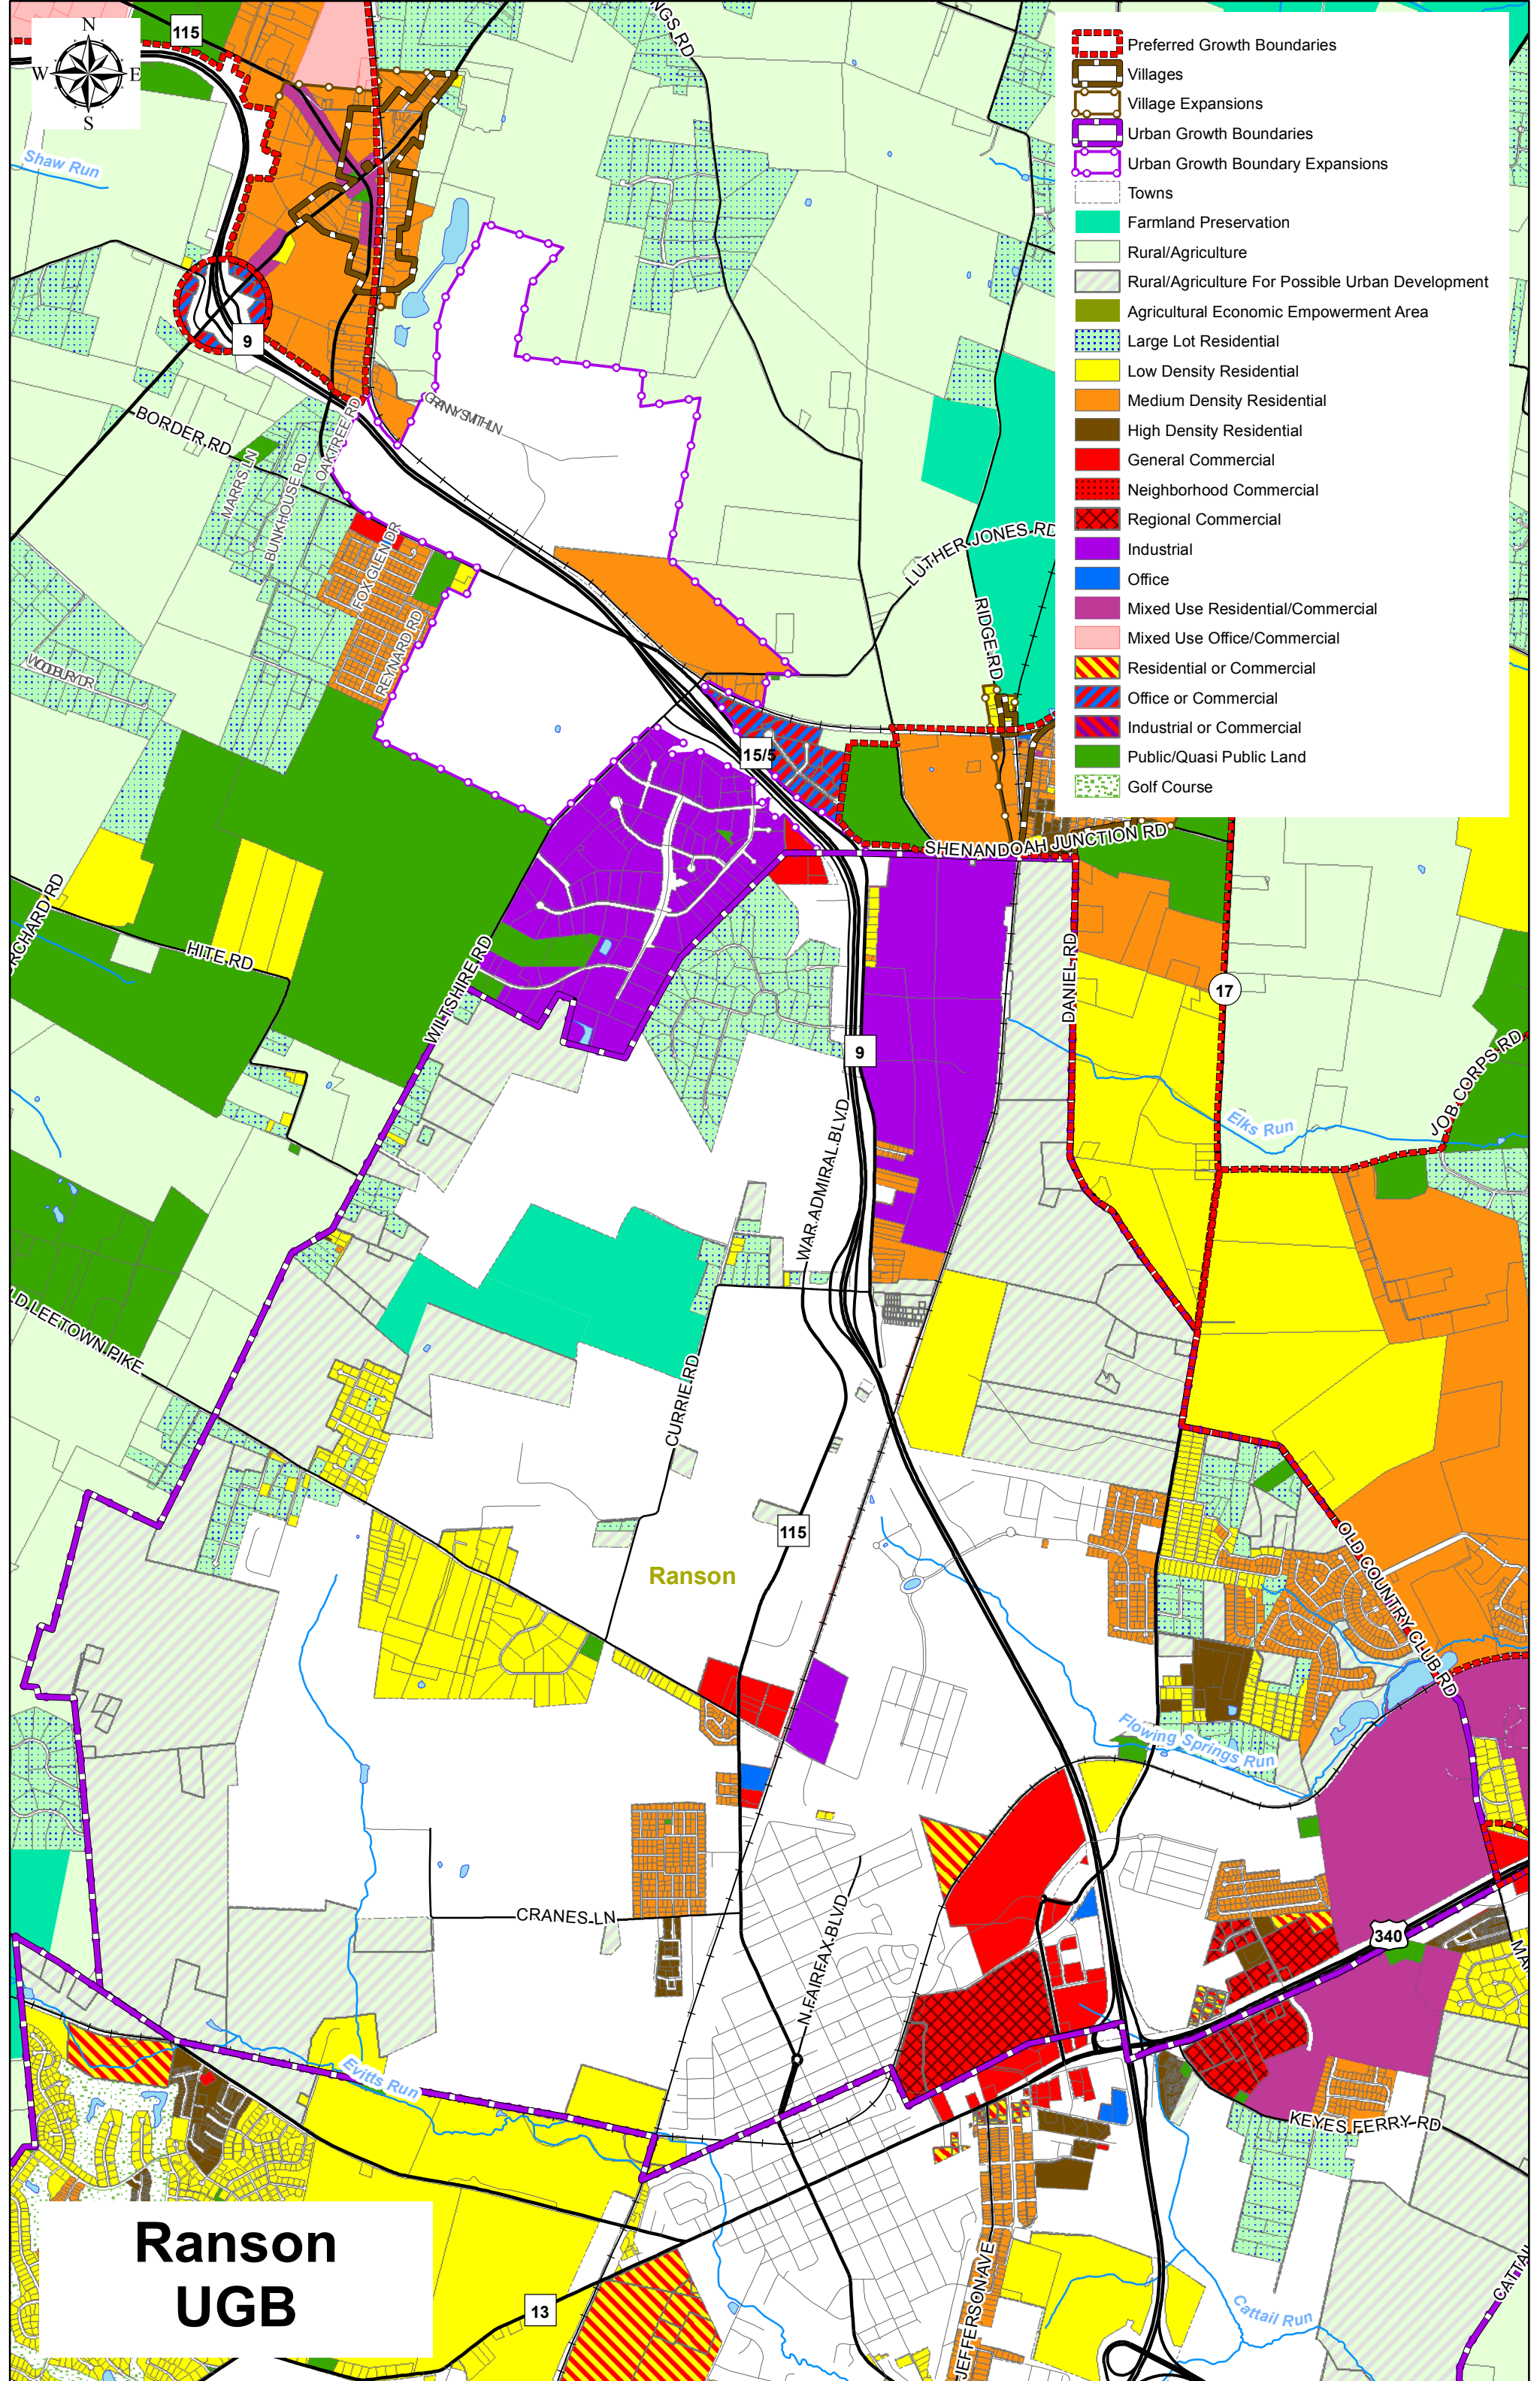 NGS RD
115
N
W
E
S
Preferred Growth Boundaries
Villages
Village Expansions
Urban Growth Boundaries
Urban Growth Boundary Expansions
Towns
Farmland Preservation
Rural/Agriculture
Rural/Agriculture For Possible Urban Development
Agricultural Economic Empowerment Area
Large Lot Residential
Low Density Residential
Medium Density Residential
High Density Residential
General Commercial
Neighborhood Commercial
Regional Commercial
Industrial
Office
Mixed Use Residential/Commercial
Mixed Use Office/Commercial
Residential or Commercial
Office or Commercial
Industrial or Commercial
Public/Quasi Public Land
Golf Course
Shaw Run
9
BORDER RD
OAKTREE RD
GRANNY SMITH LN
MARRS LN
BUNKHOUSE RD
FOX GLEN DR
REYNARD RD
WOODBURY DR
LUTHER JONES RD
RIDGE RD
15/5
SHENANDOAH JUNCTION RD
ORCHARD RD
HITE RD
WILTSHIRE RD
DANIEL RD
17
9
JOB CORPS RD
Elks Run
WAR ADMIRAL BLVD
LD LEETOWN PIKE
CURRIE RD
115
Ranson
OLD COUNTRY CLUB RD
Flowing Springs Run
CRANES LN
N FAIRFAX BLVD
340
MA
Evitts Run
KEYES FERRY RD
Ranson
UGB
13
JEFFERSON AVE
Cattail Run
CATTAI